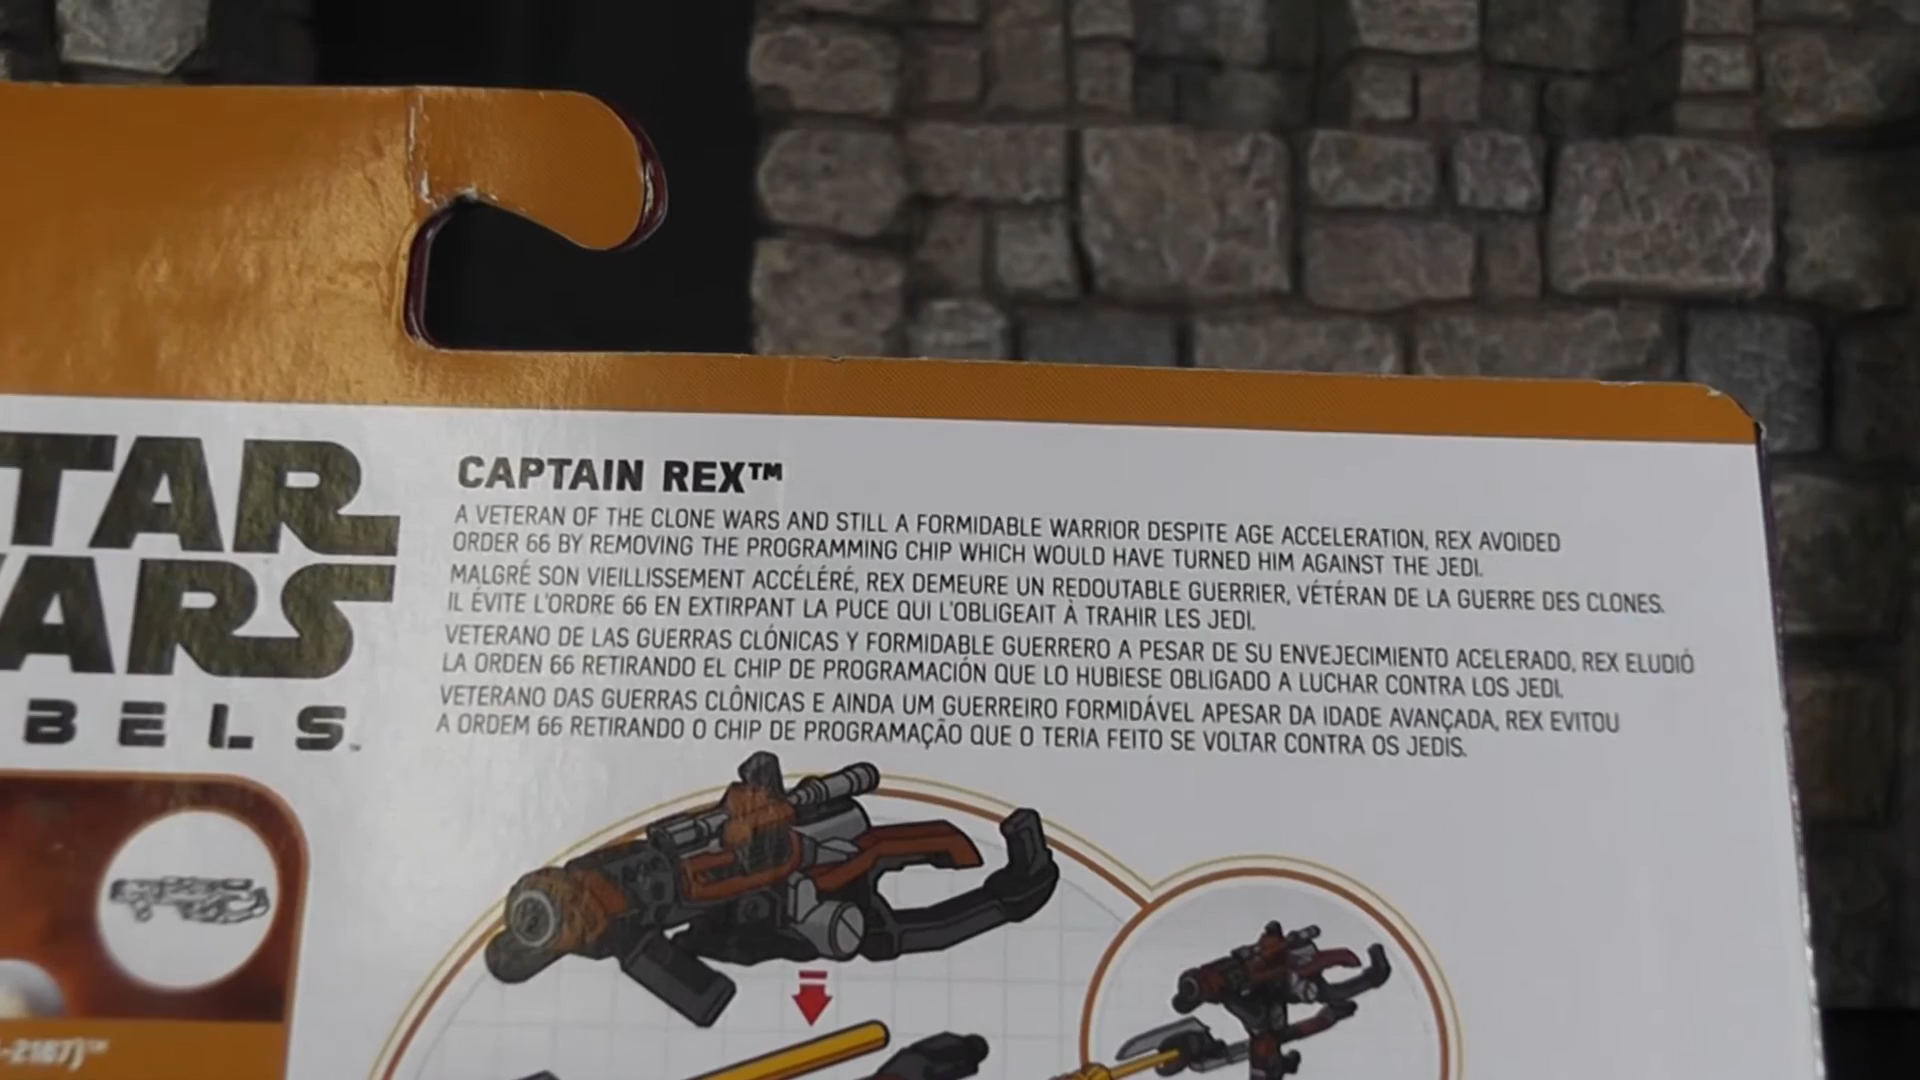 TAR
WARS
BELS™
CAPTAIN REX™
A VETERAN OF THE CLONE WARS AND STILL A FORMIDABLE WARRIOR DESPITE AGE ACCELERATION, REX AVOIDED
ORDER 66 BY REMOVING THE PROGRAMMING CHIP WHICH WOULD HAVE TURNED HIM AGAINST THE JEDI.
MALGRÉ SON VIEILLISSEMENT ACCÉLÉRÉ, REX DEMEURE UN REDOUTABLE GUERRIER, VÉTÉRAN DE LA GUERRE DES CLONES.
IL ÉVITE L'ORDRE 66 EN EXTIRPANT LA PUCE QUI L'OBLIGEAIT À TRAHIR LES JEDI.
VETERANO DE LAS GUERRAS CLÓNICAS Y FORMIDABLE GUERRERO A PESAR DE SU ENVEJECIMIENTO ACELERADO, REX ELUDIÓ
LA ORDEN 66 RETIRANDO EL CHIP DE PROGRAMACIÓN QUE LO HUBIESE OBLIGADO A LUCHAR CONTRA LOS JEDI.
VETERANO DAS GUERRAS CLÔNICAS E AINDA UM GUERREIRO FORMIDÁVEL APESAR DA IDADE AVANÇADA, REX EVITOU
A ORDEM 66 RETIRANDO O CHIP DE PROGRAMAÇÃO QUE O TERIA FEITO SE VOLTAR CONTRA OS JEDIS.
-2187)™